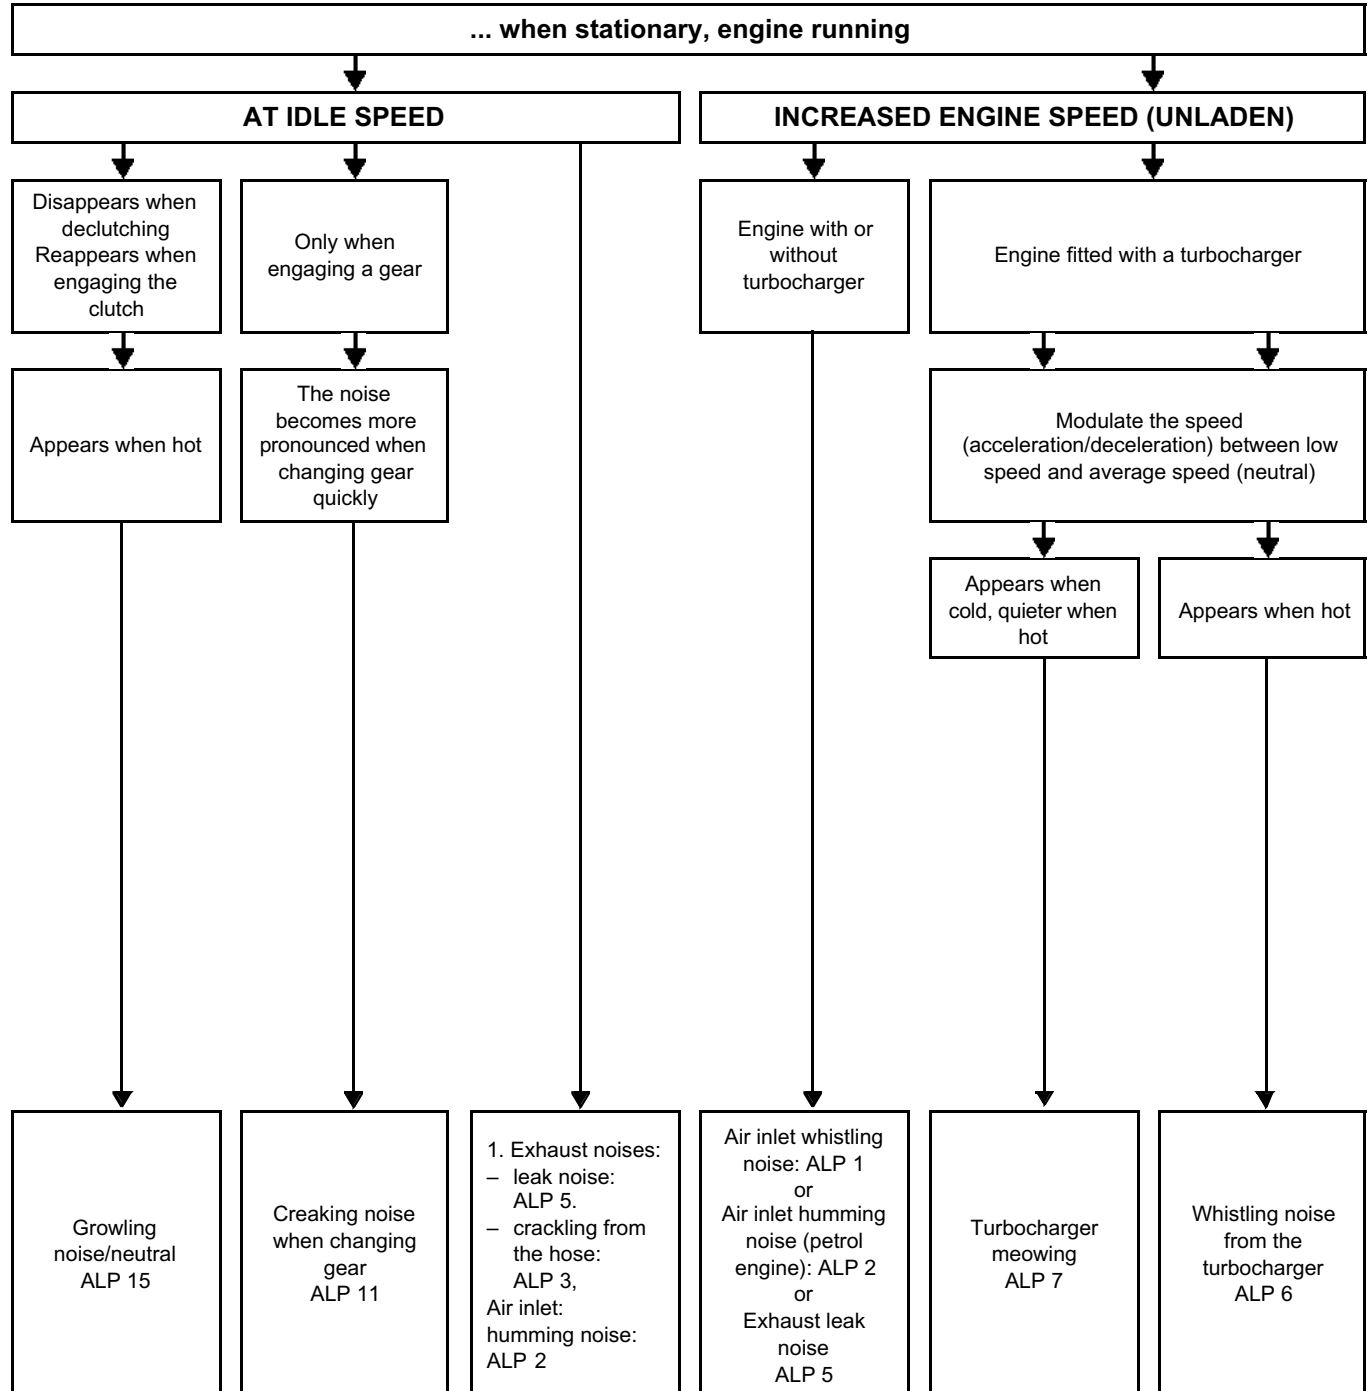 ... when stationary, engine running
AT IDLE SPEED
INCREASED ENGINE SPEED (UNLADEN)
Disappears when
declutching
Reappears when
engaging the
clutch
Only when
engaging a gear
Engine with or
without
turbocharger
Engine fitted with a turbocharger
Appears when hot
The noise
becomes more
pronounced when
changing gear
quickly
Modulate the speed
(acceleration/deceleration) between low
speed and average speed (neutral)
Appears when
cold, quieter when
hot
Appears when hot
Growling
noise/neutral
ALP 15
Creaking noise
when changing
gear
ALP 11
1. Exhaust noises:
– leak noise:
ALP 5.
– crackling from
the hose:
ALP 3,
Air inlet:
humming noise:
ALP 2
Air inlet whistling
noise: ALP 1
or
Air inlet humming
noise (petrol
engine): ALP 2
or
Exhaust leak
noise
ALP 5
Turbocharger
meowing
ALP 7
Whistling noise
from the
turbocharger
ALP 6